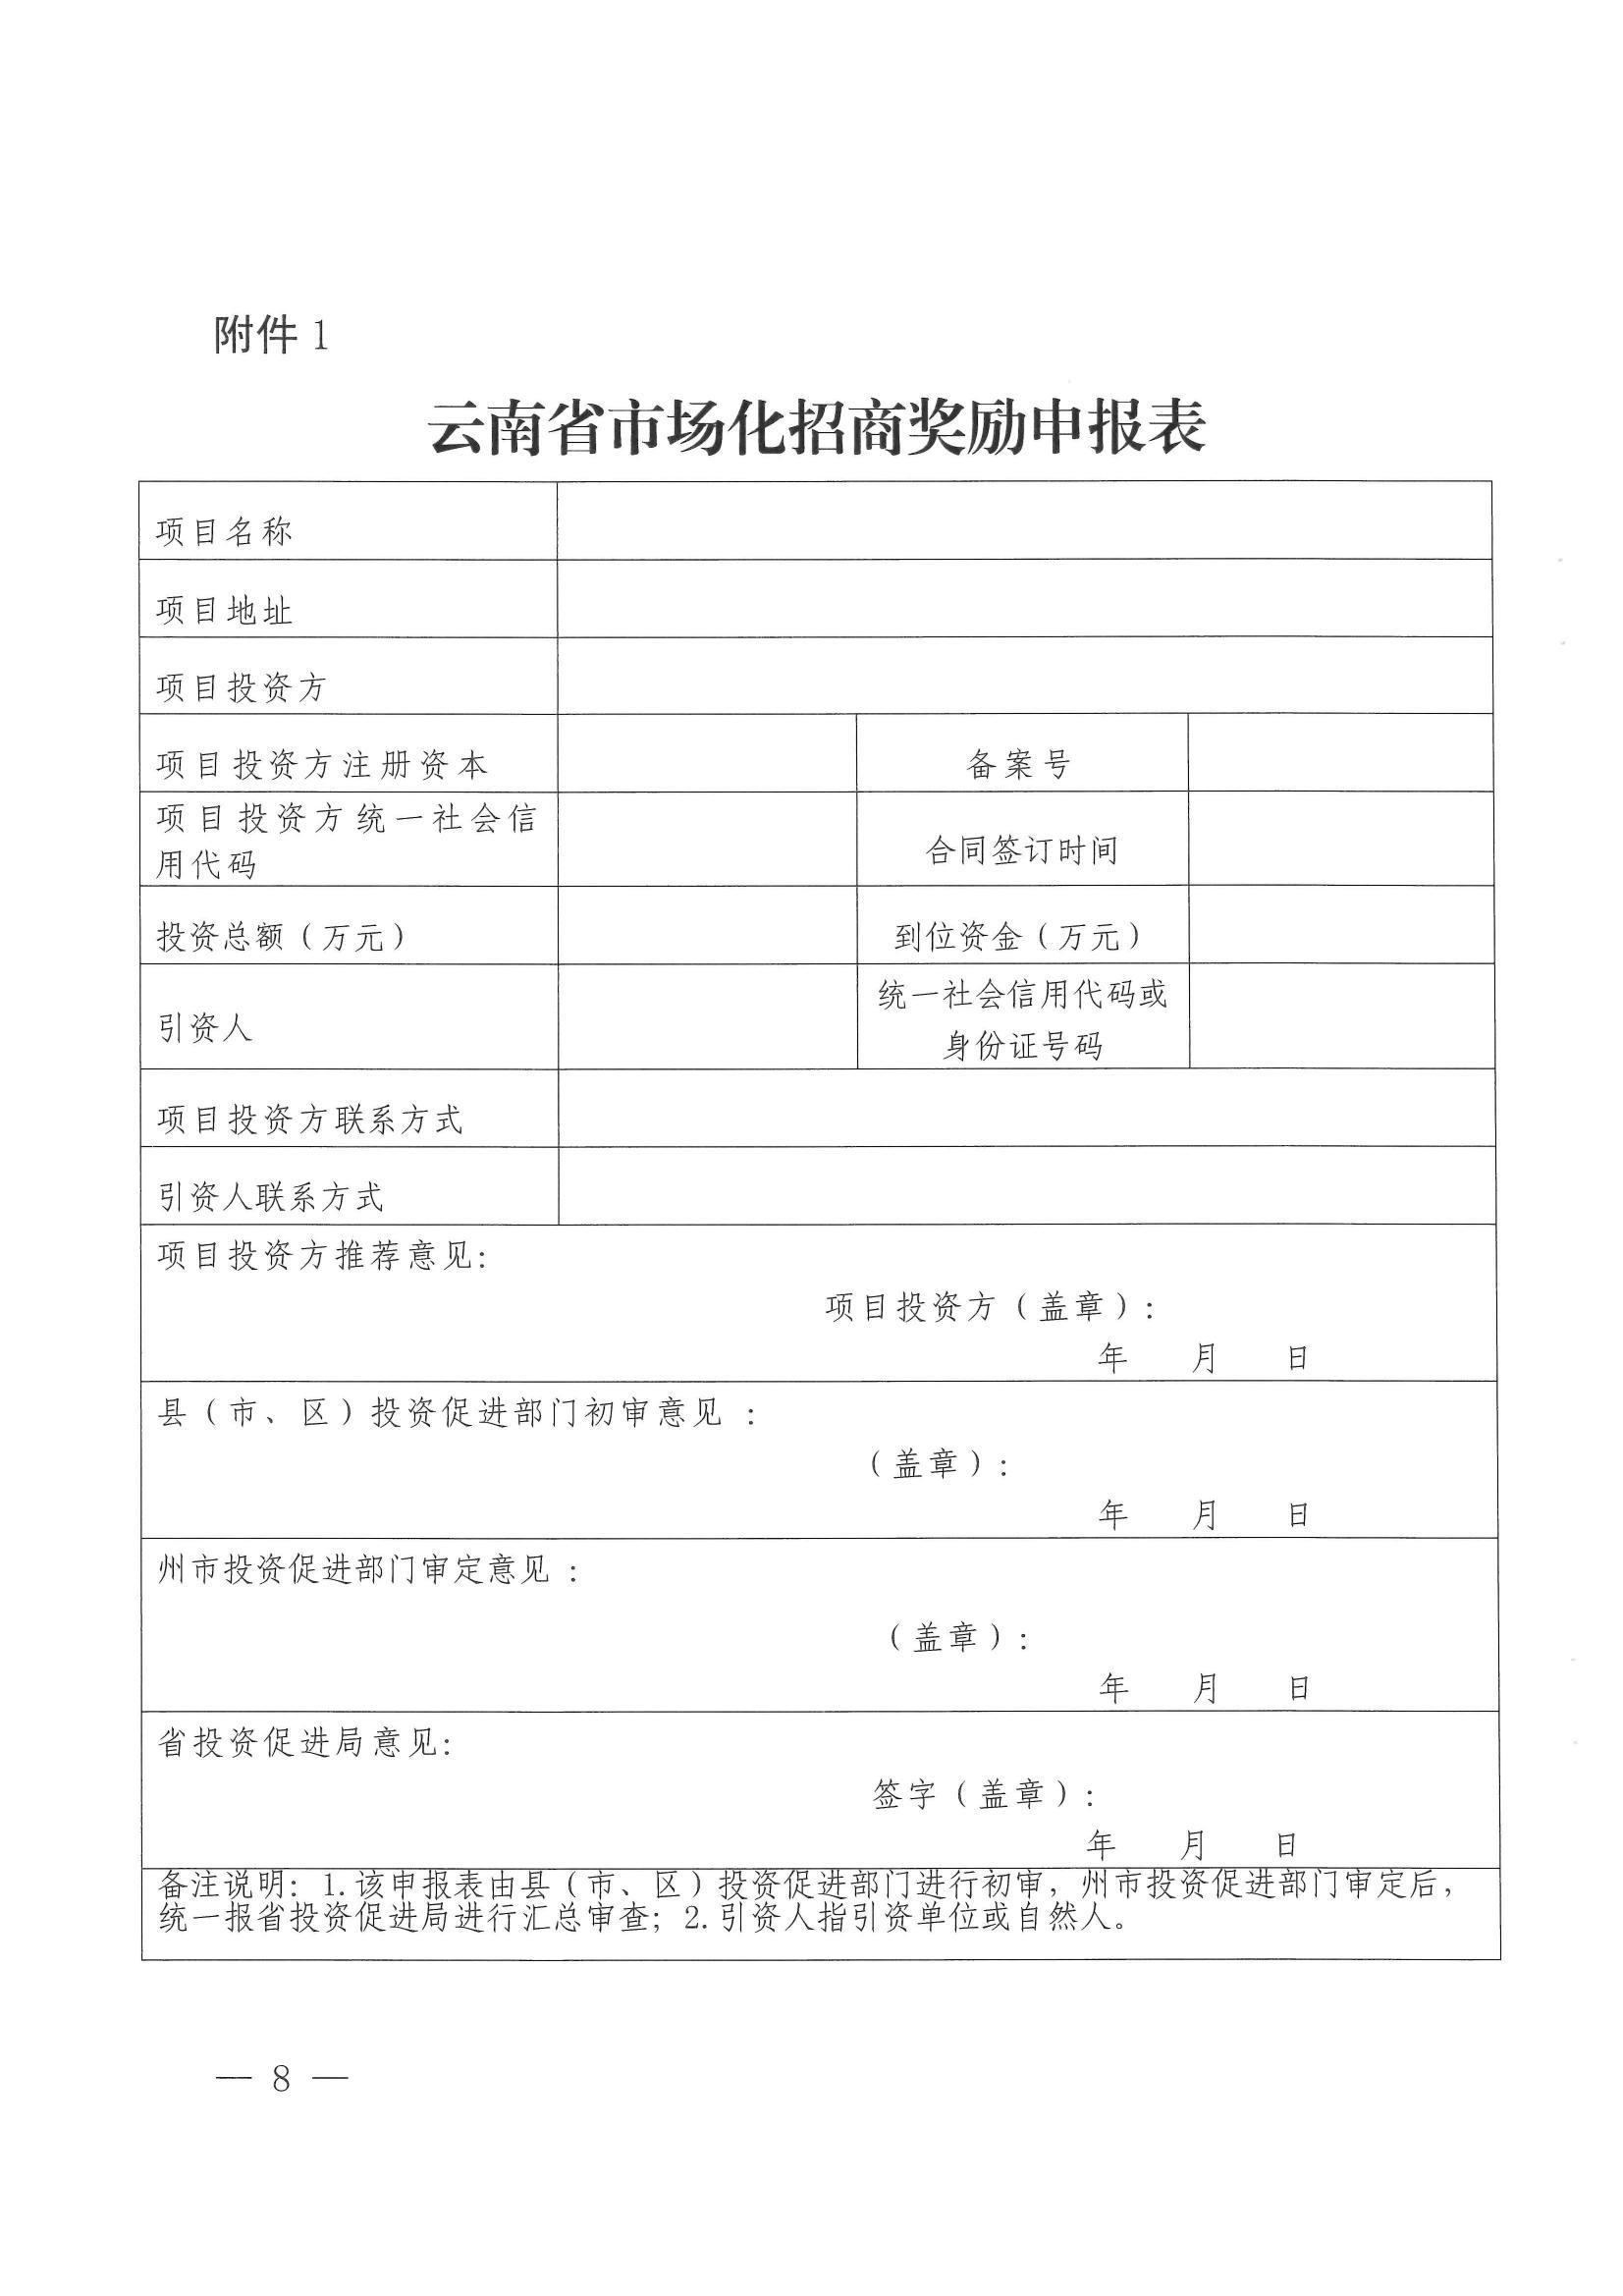 附件 1
云南省市场化招商奖励申报表
项目名称
项目地址
项目投资方
项目投资方注册资本
备案号
项目投资方统一社会信
用代码
合同签订时间
投资总额（万元）
到位资金（万元）
引资人
统一社会信用代码或
身份证号码
项目投资方联系方式
引资人联系方式
项目投资方推荐意见：
项目投资方（盖章）：
年 月 日
县（市、区）投资促进部门初审意见 ：
（盖章）：
年 月 日
州市投资促进部门审定意见 ：
（盖章）：
年 月 日
省投资促进局意见：
签字（盖章）：
年 月 日
备注说明：1.该申报表由县（市、区）投资促进部门进行初审，州市投资促进部门审定后，
统一报省投资促进局进行汇总审查；2.引资人指引资单位或自然人。
— 8 —